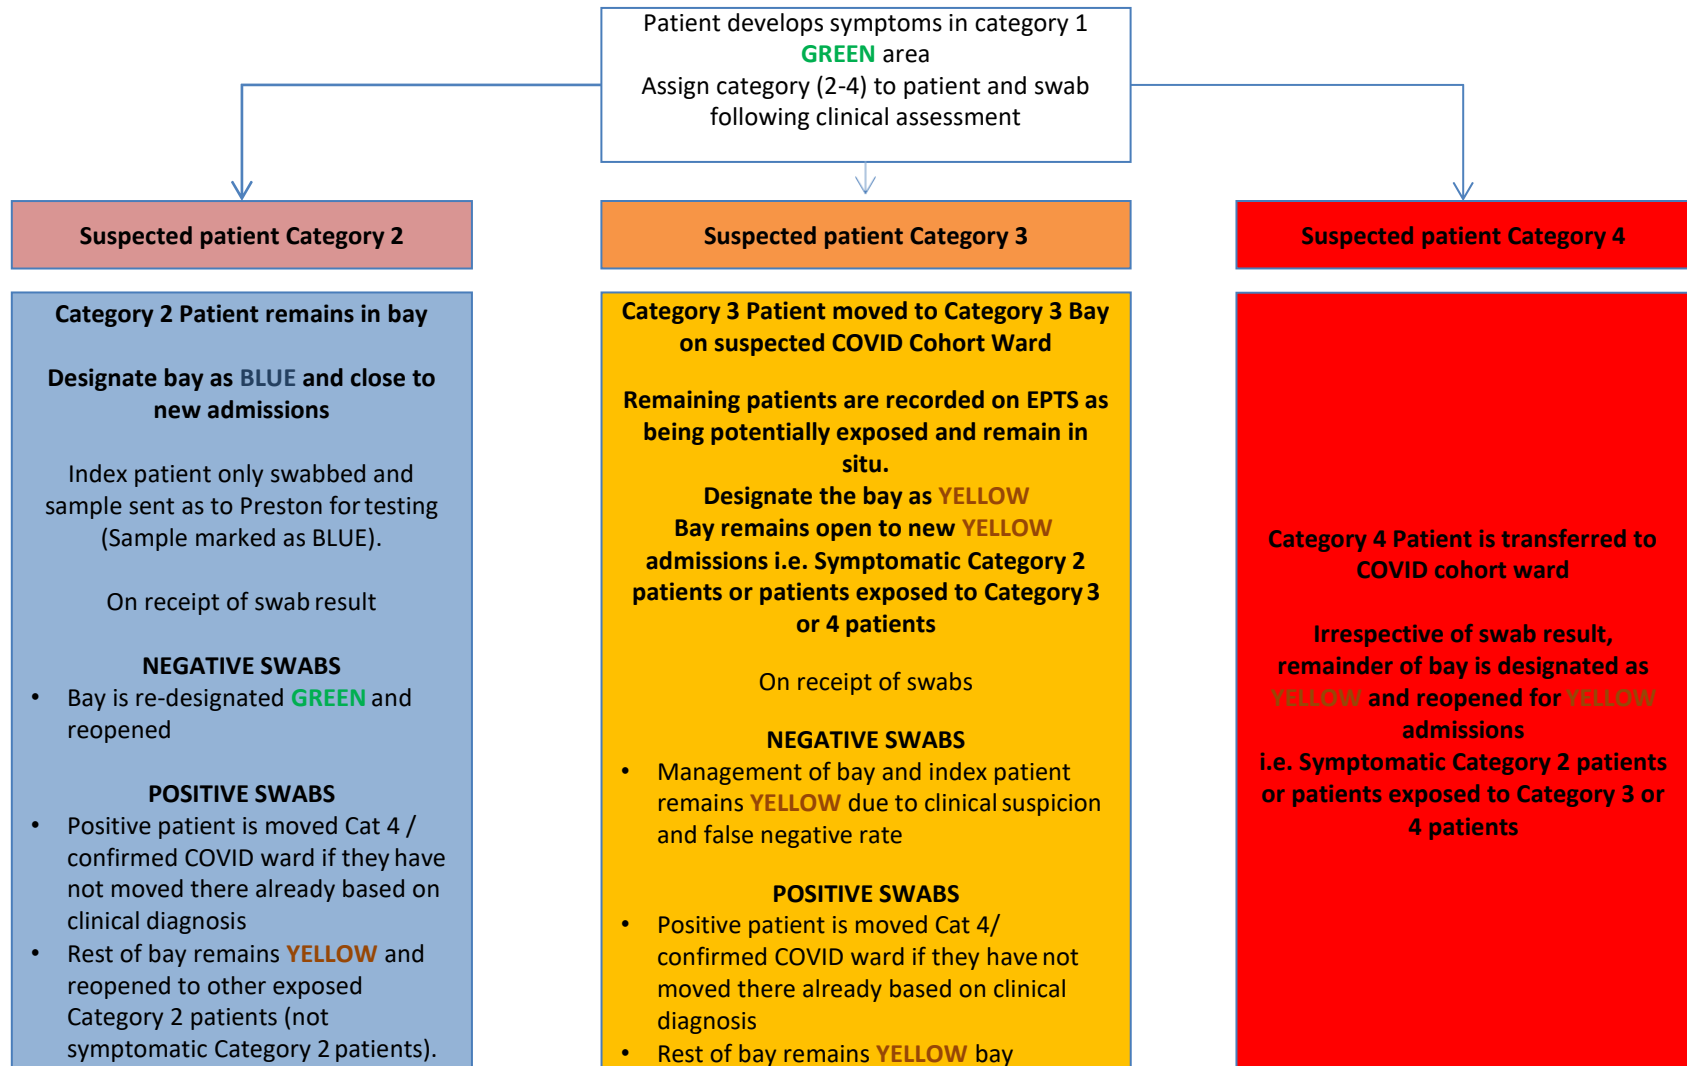 Patient develops symptoms in category 1
GREEN area
Assign category (2-4) to patient and swab
following clinical assessment
Suspected patient Category 2
Category 2 Patient remains in bay
Designate bay as BLUE and close to
new admissions
Index patient only swabbed and
sample sent as to Preston for testing
(Sample marked as BLUE).
On receipt of swab result
NEGATIVE SWABS
• Bay is re-designated GREEN and
reopened
POSITIVE SWABS
• Positive patient is moved Cat 4 /
confirmed COVID ward if they have
not moved there already based on
clinical diagnosis
• Rest of bay remains YELLOW and
reopened to other exposed
Category 2 patients (not
symptomatic Category 2 patients).
Suspected patient Category 3
Category 3 Patient moved to Category 3 Bay
on suspected COVID Cohort Ward
Remaining patients are recorded on EPTS as
being potentially exposed and remain in
situ.
Designate the bay as YELLOW
Bay remains open to new YELLOW
admissions i.e. Symptomatic Category 2
patients or patients exposed to Category 3
or 4 patients
On receipt of swabs
NEGATIVE SWABS
• Management of bay and index patient
remains YELLOW due to clinical suspicion
and false negative rate
POSITIVE SWABS
• Positive patient is moved Cat 4/
confirmed COVID ward if they have not
moved there already based on clinical
diagnosis
• Rest of bay remains YELLOW bay
Suspected patient Category 4
Category 4 Patient is transferred to
COVID cohort ward
Irrespective of swab result,
remainder of bay is designated as
YELLOW and reopened for YELLOW
admissions
i.e. Symptomatic Category 2 patients
or patients exposed to Category 3 or
4 patients